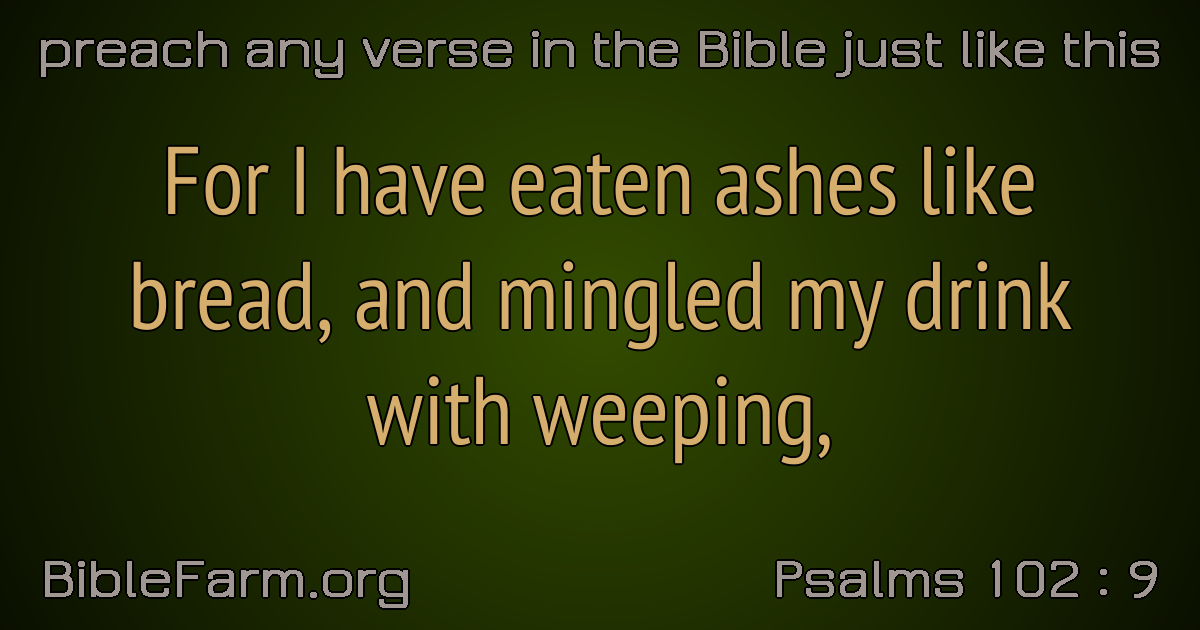 preach any verse in the Bible just like this
For I have eaten ashes like
bread, and mingled my drink
with weeping,
BibleFarm.org
Psalms 102 : 9